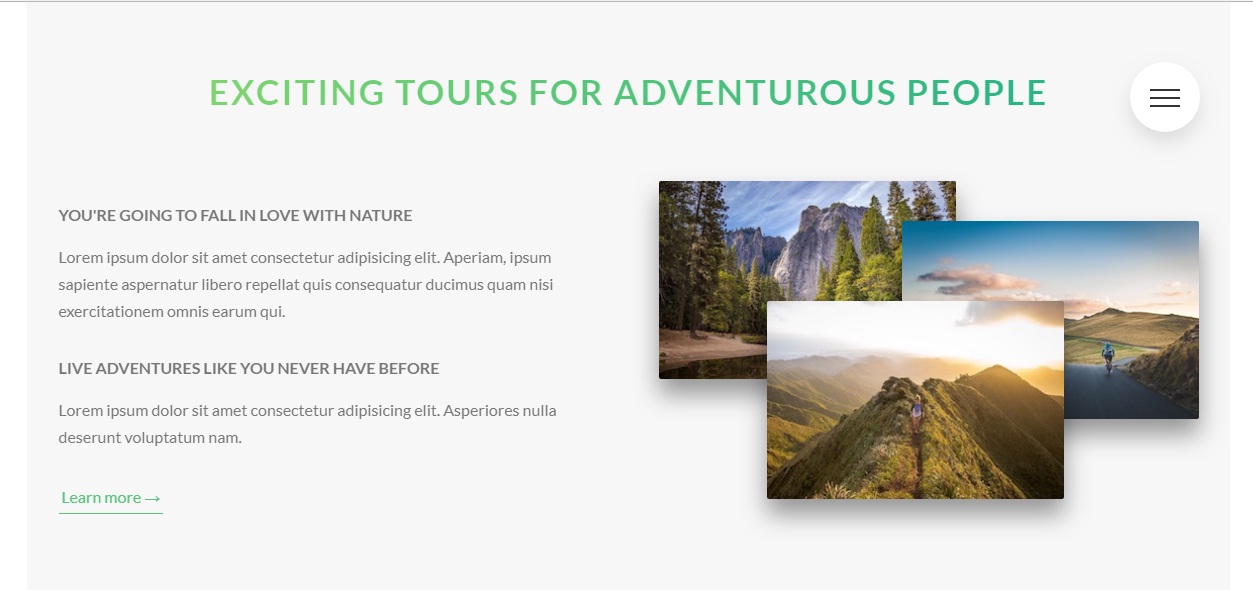 EXCITING TOURS FOR ADVENTUROUS PEOPLE
YOU'RE GOING TO FALL IN LOVE WITH NATURE
Lorem ipsum dolor sit amet consectetur adipisicing elit. Aperiam, ipsum
sapiente aspernatur libero repellat quis consequatur ducimus quam nisi
exercitationem omnis earum qui.
LIVE ADVENTURES LIKE YOU NEVER HAVE BEFORE
Lorem ipsum dolor sit amet consectetur adipisicing elit. Asperiores nulla
deserunt voluptatum nam.
Learn more →